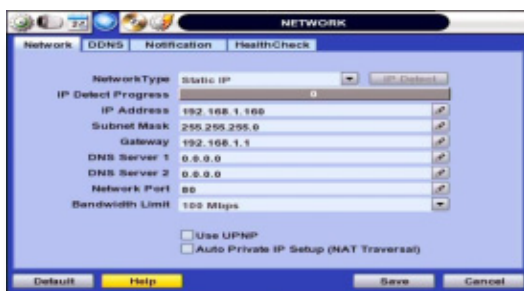 NETWORK
Network DDNS Notification HealthCheck
NetworkType Static IP IP Detect
IP Detect Progress 0
IP Address 192.168.1.160
Subnet Mask 255.255.255.0
Gateway 192.168.1.1
DNS Server 1 0.0.0.0
DNS Server 2 0.0.0.0
Network Port 80
Bandwidth Limit 100 Mbps
Use UPNP
Auto Private IP Setup (NAT Traversal)
Default Help Save Cancel